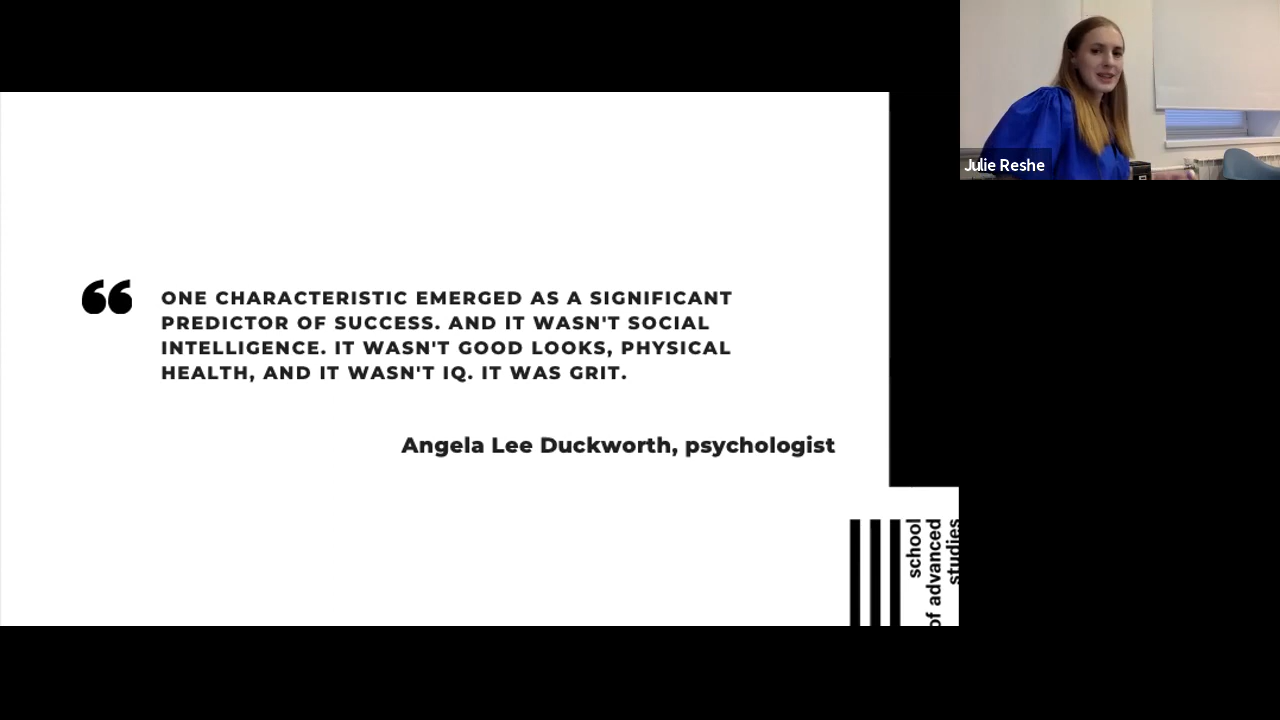 Julie Reshe
“
ONE CHARACTERISTIC EMERGED AS A SIGNIFICANT
PREDICTOR OF SUCCESS. AND IT WASN'T SOCIAL
INTELLIGENCE. IT WASN'T GOOD LOOKS, PHYSICAL
HEALTH, AND IT WASN'T IQ. IT WAS GRIT.
Angela Lee Duckworth, psychologist
school
of advanced
studies